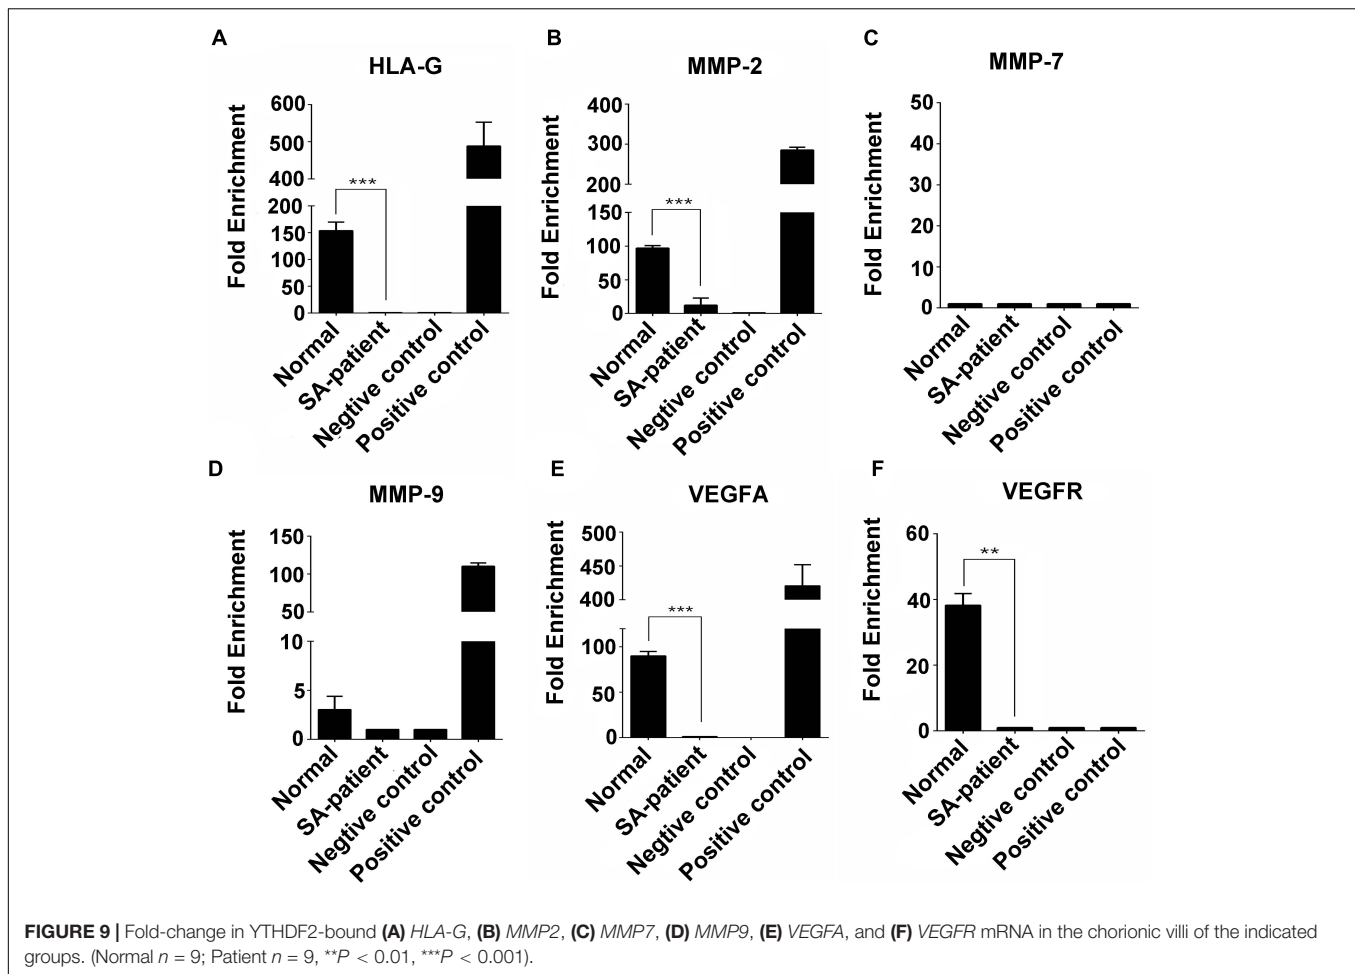 A
HLA-G
Fold Enrichment
600
500
400
200
150
100
50
0
***
Normal
SA-patient
Negtive control
Positive control
B
MMP-2
Fold Enrichment
400
300
200
150
100
50
0
***
Normal
SA-patient
Negtive control
Positive control
C
MMP-7
Fold Enrichment
50
40
30
20
10
0
Normal
SA-patient
Negtive control
Positive control
D
MMP-9
Fold Enrichment
150
100
50
10
5
0
Normal
SA-patient
Negtive control
Positive control
E
VEGFA
Fold Enrichment
500
450
400
100
50
0
***
Normal
SA-patient
Negtive control
Positive control
F
VEGFR
Fold Enrichment
60
40
20
0
**
Normal
SA-patient
Negtive control
Positive control
FIGURE 9 | Fold-change in YTHDF2-bound (A) HLA-G, (B) MMP2, (C) MMP7, (D) MMP9, (E) VEGFA, and (F) VEGFR mRNA in the chorionic villi of the indicated
groups. (Normal n = 9; Patient n = 9, **P < 0.01, ***P < 0.001).